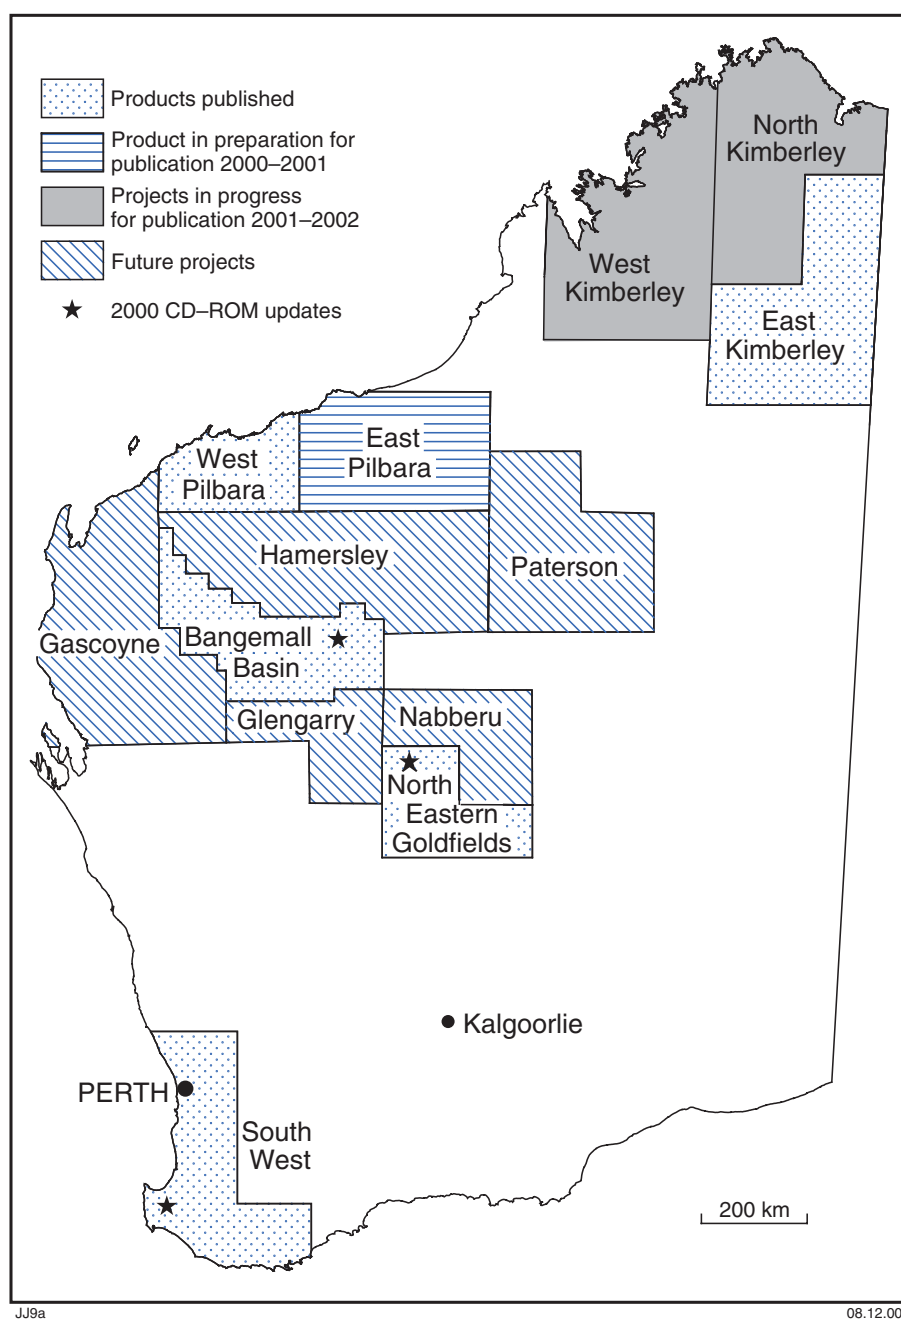 Products published
Product in preparation for
publication 2000–2001
Projects in progress
for publication 2001–2002
Future projects
2000 CD–ROM updates
North
Kimberley
West
Kimberley
East
Kimberley
East
Pilbara
West
Pilbara
Hamersley
Paterson
Gascoyne
Bangemall
Basin
Glengarry
Nabberu
North
Eastern
Goldfields
Kalgoorlie
PERTH
South
West
200 km
JJ9a
08.12.00